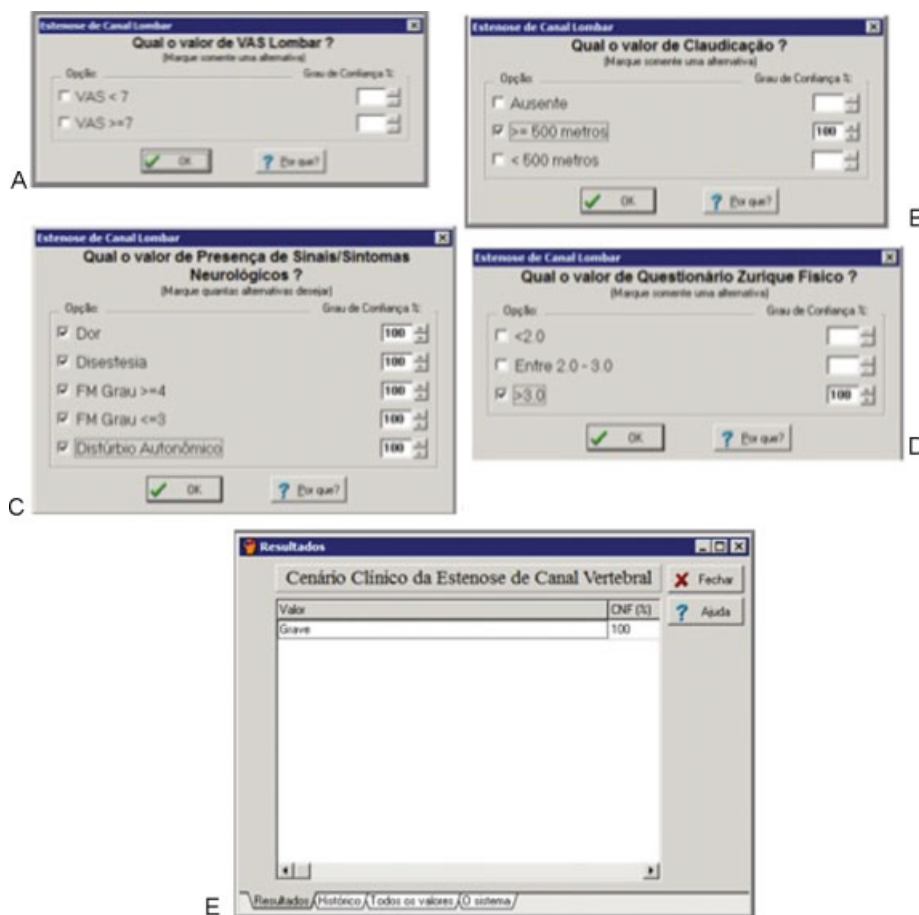 Estenose de Canal Lombar
Qual o valor de VAS Lombar ?
(Marque somente uma alternativa)
Opção: Grau de Confiança %:
VAS < 7
VAS >=7
OK Por que?
A
Estenose de Canal Lombar
Qual o valor de Claudicação ?
(Marque somente uma alternativa)
Opção: Grau de Confiança %:
Ausente
>= 500 metros 100
< 500 metros
OK Por que?
B
Estenose de Canal Lombar
Qual o valor de Presença de Sinais/Sintomas
Neurológicos ?
(Marque quantas alternativas desejar)
Opção: Grau de Confiança %:
Dor 100
Disestesia 100
FM Grau >=4 100
FM Grau <=3 100
Distúrbio Autonômico 100
OK Por que?
C
Estenose de Canal Lombar
Qual o valor de Questionário Zurique Fisico ?
(Marque somente uma alternativa)
Opção: Grau de Confiança %:
<2.0
Entre 2.0 - 3.0
>3.0 100
OK Por que?
D
Resultados
Cenário Clínico da Estenose de Canal Vertebral
Fechar
Valor CNF (%)
Ajuda
Grave 100
Resultados Histórico Todos os valores O sistema
E